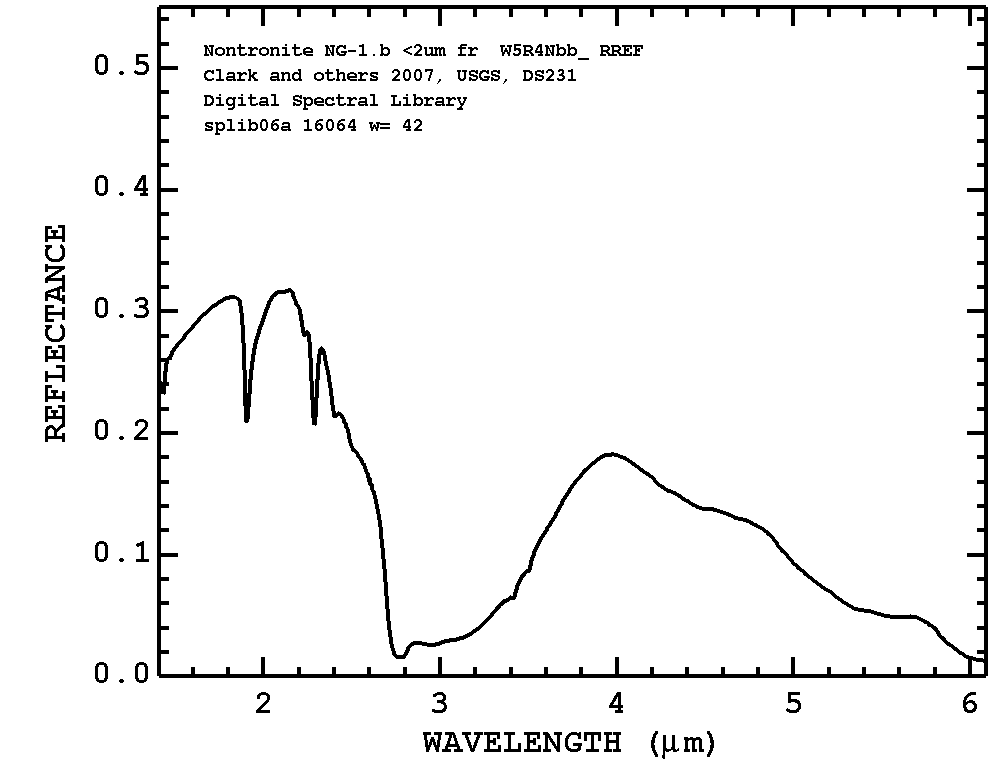 Nontronite NG-1.b <2um fr W5R4Nbb_ RREF
Clark and others 2007, USGS, DS231
Digital Spectral Library
splib06a 16064 w= 42
0.5
0.4
0.3
0.2
0.1
0.0
REFLECTANCE
2 3 4 5 6
WAVELENGTH (μm)